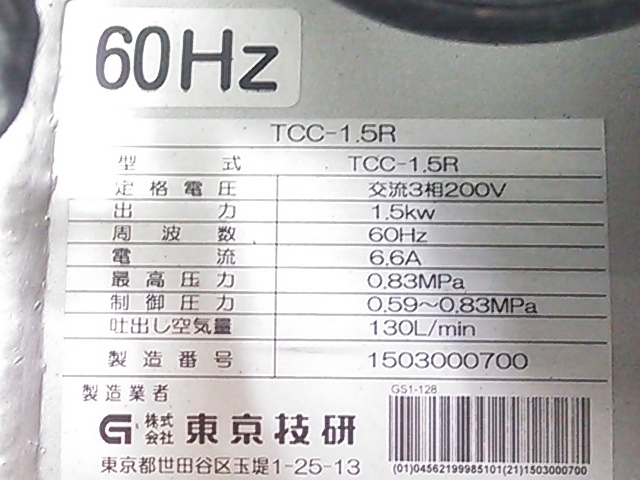 60Hz
TCC-1.5R
型式 TCC-1.5R
定格電圧 交流3相200V
出力 1.5kw
周波数 60Hz
電流 6.6A
最高圧力 0.83MPa
制御圧力 0.59～0.83MPa
吐出し空気量 130L/min
製造番号 1503000700
製造業者
GS1-128
株式会社 東京技研
東京都世田谷区玉堤1-25-13
(01)04562199985101(21)1503000700